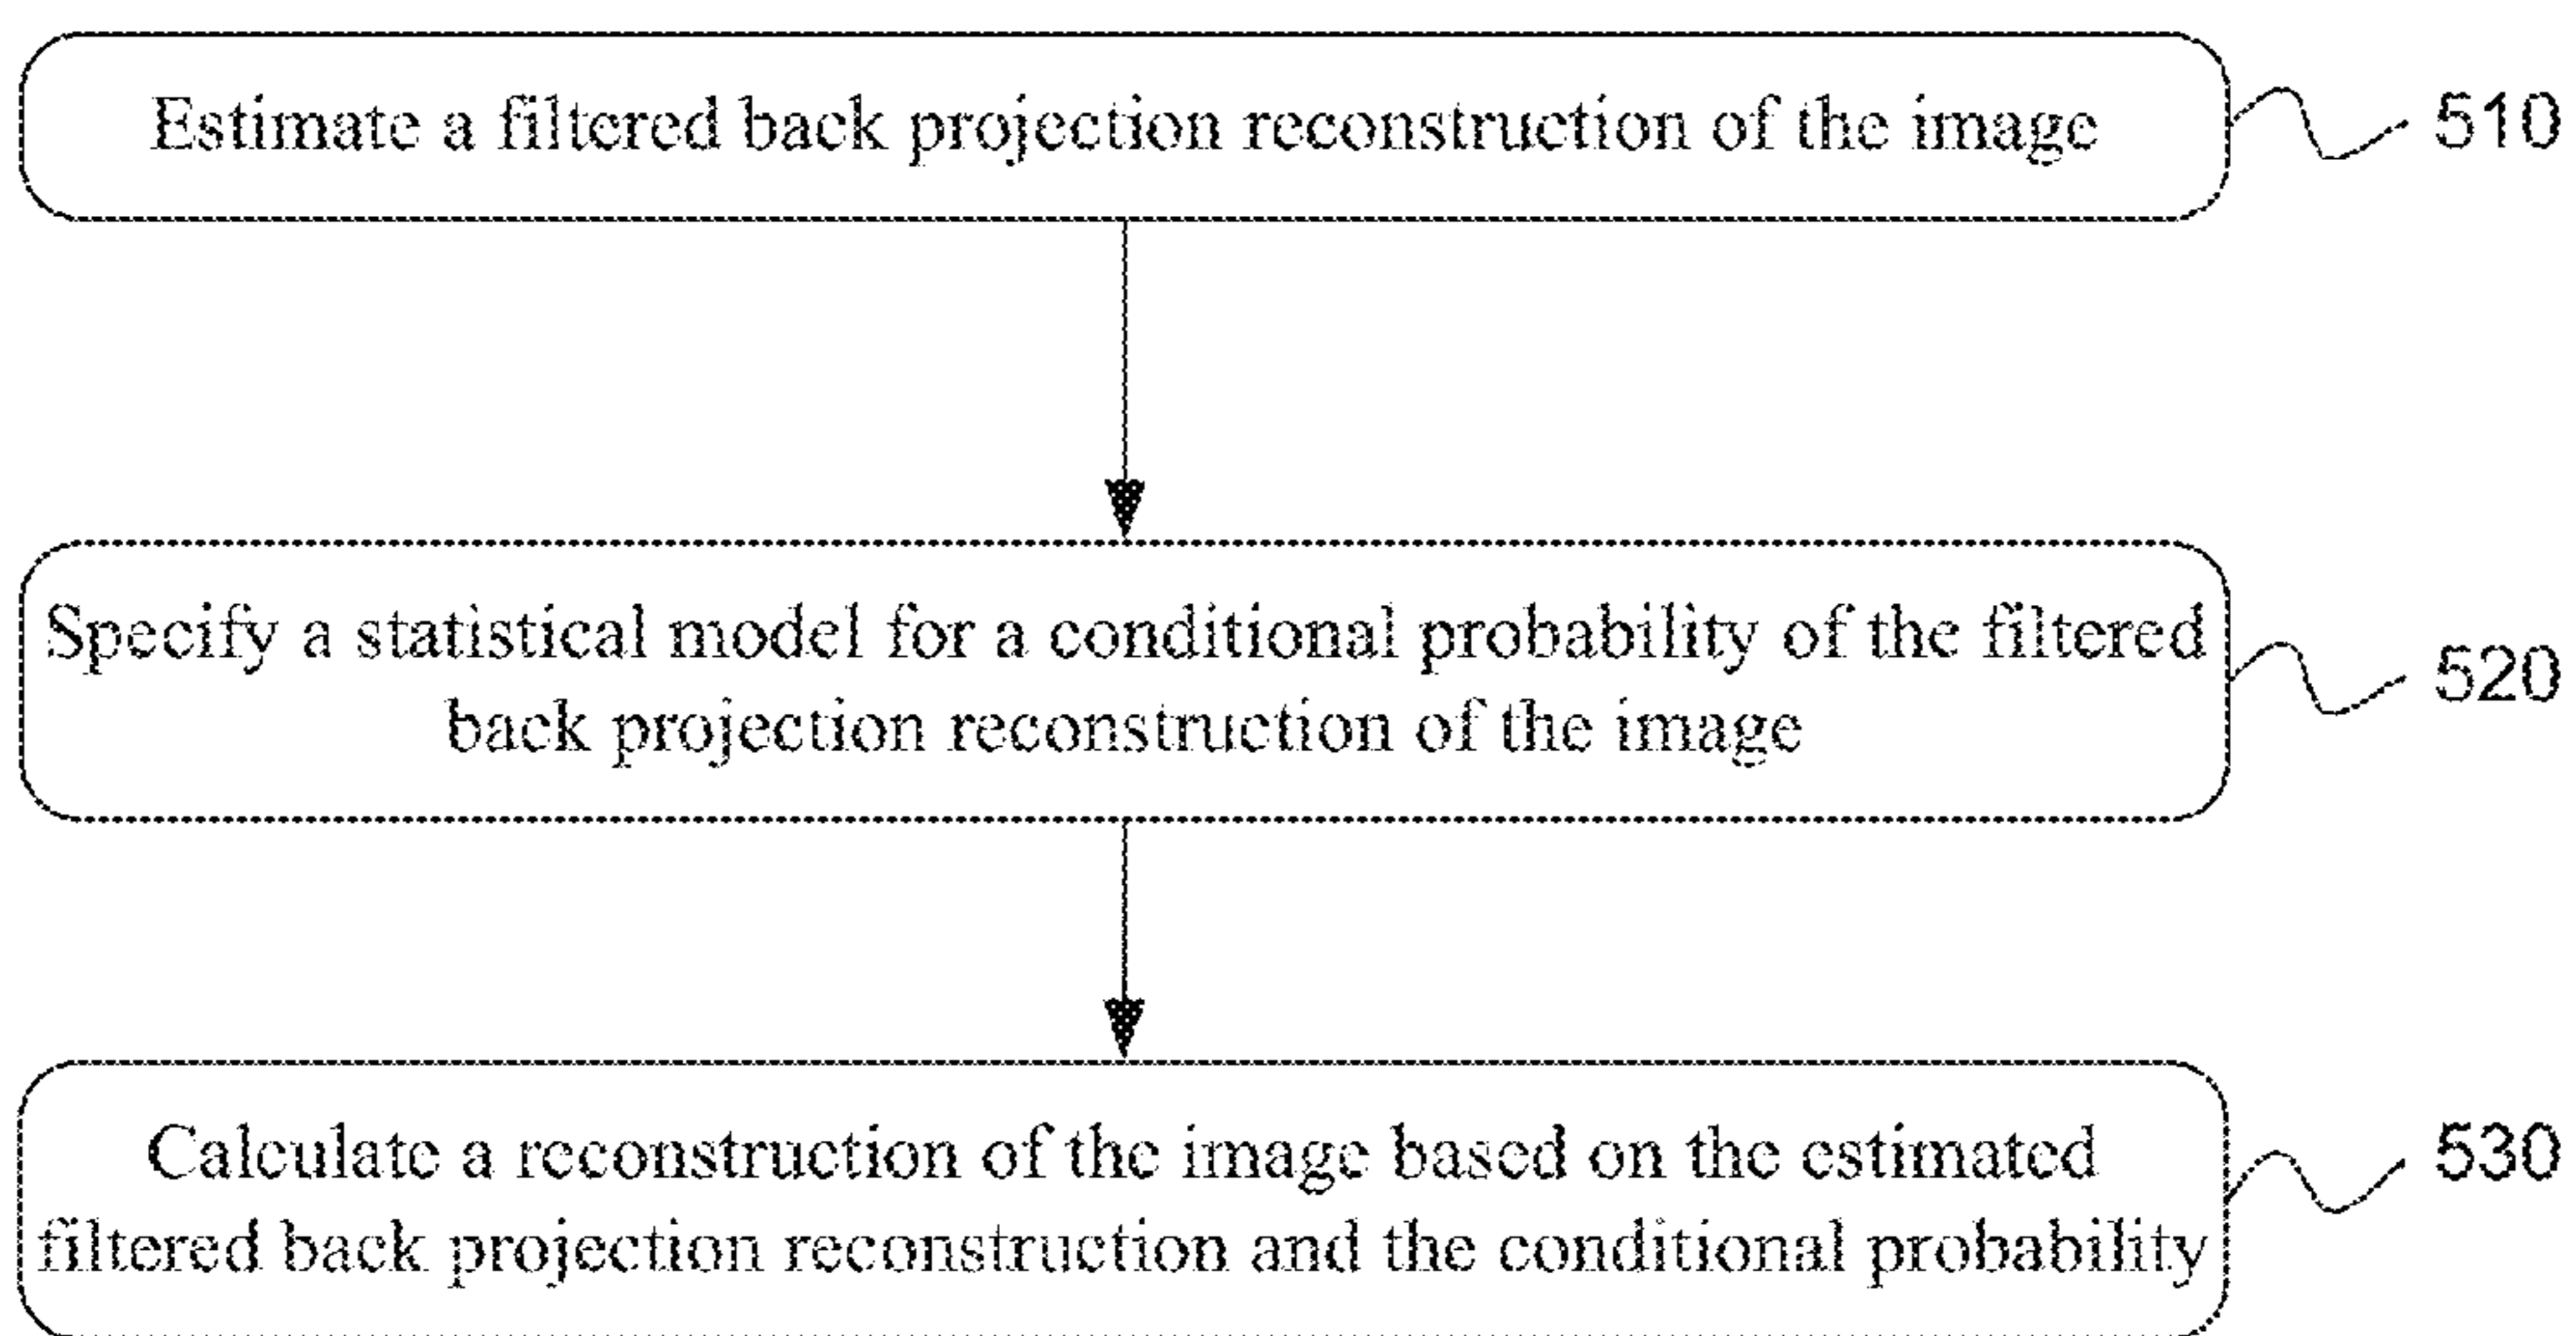 Estimate a filtered back projection reconstruction of the image
510
Specify a statistical model for a conditional probability of the filtered
back projection reconstruction of the image
520
Calculate a reconstruction of the image based on the estimated
filtered back projection reconstruction and the conditional probability
530